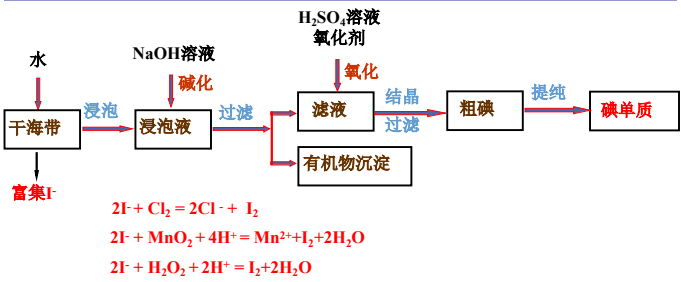 H₂SO₄溶液
氧化剂
水
NaOH溶液
碱化
氧化
干海带
浸泡
浸泡液
过滤
滤液
结晶
过滤
粗碘
提纯
碘单质
有机物沉淀
富集I⁻
2I⁻ + Cl₂ = 2Cl⁻ + I₂
2I⁻ + MnO₂ + 4H⁺ = Mn²⁺+I₂+2H₂O
2I⁻ + H₂O₂ + 2H⁺ = I₂+2H₂O